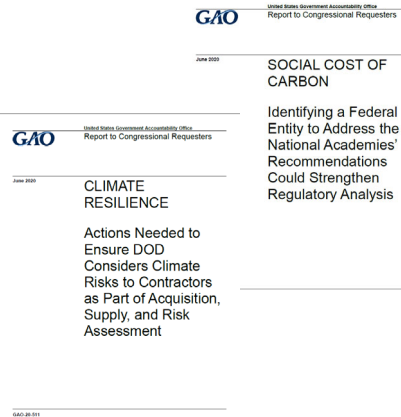 United States Government Accountability Office
GAO
Report to Congressional Requesters
June 2020
SOCIAL COST OF
CARBON
Identifying a Federal
Entity to Address the
National Academies'
Recommendations
Could Strengthen
Regulatory Analysis
United States Government Accountability Office
GAO
Report to Congressional Requesters
June 2020
CLIMATE
RESILIENCE
Actions Needed to
Ensure DOD
Considers Climate
Risks to Contractors
as Part of Acquisition,
Supply, and Risk
Assessment
GAO-20-511